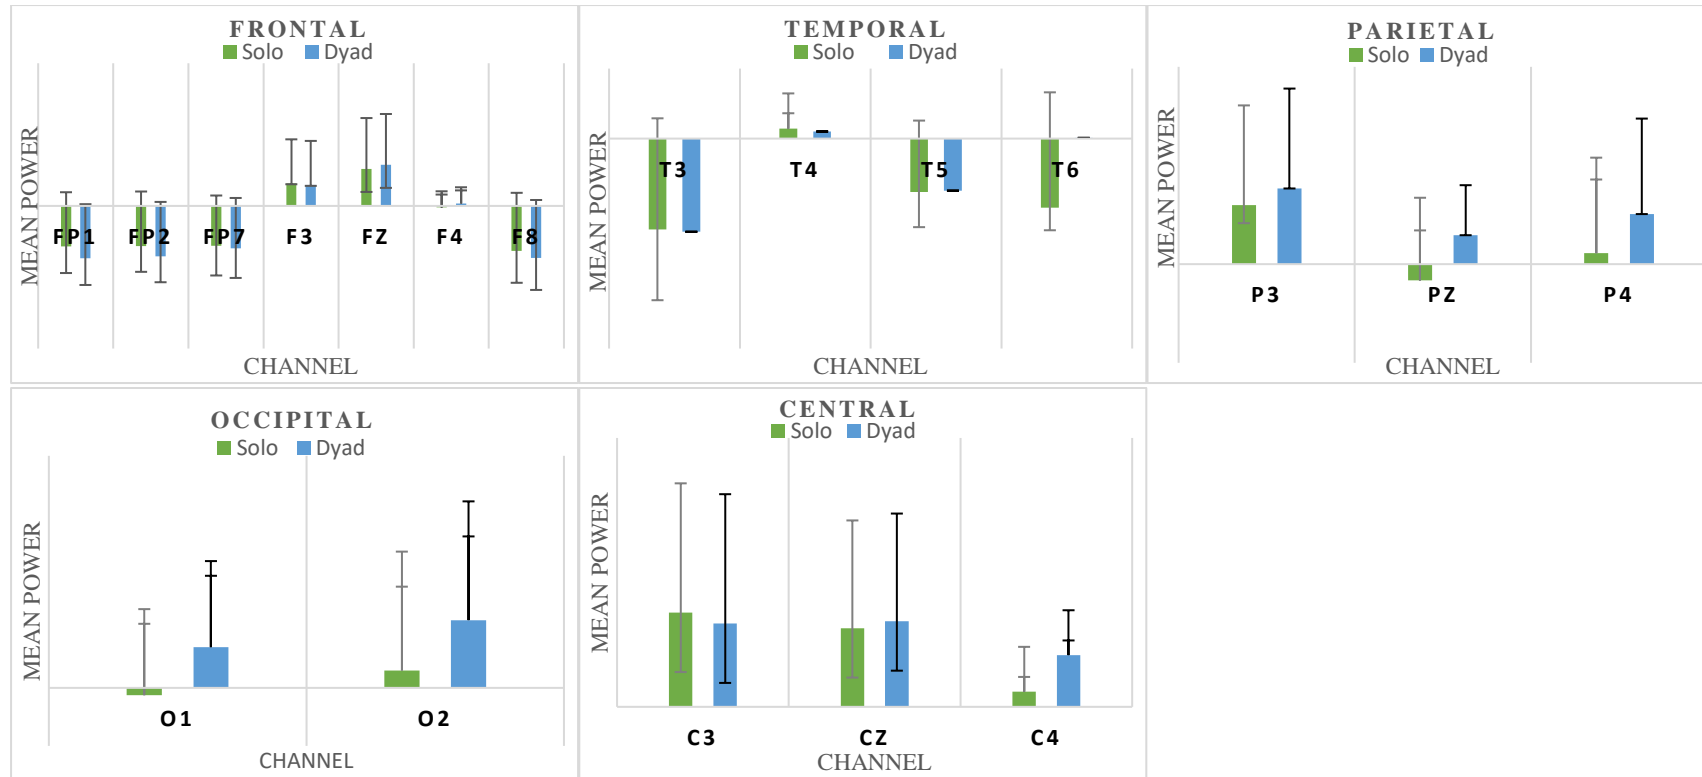 FRONTAL
Solo Dyad
MEAN POWER
FP1 FP2 FP7 F3 FZ F4 F8
CHANNEL
TEMPORAL
Solo Dyad
MEAN POWER
T3 T4 T5 T6
CHANNEL
PARIETAL
Solo Dyad
MEAN POWER
P3 PZ P4
CHANNEL
OCCIPITAL
Solo Dyad
MEAN POWER
O1 O2
CHANNEL
CENTRAL
Solo Dyad
MEAN POWER
C3 CZ C4
CHANNEL